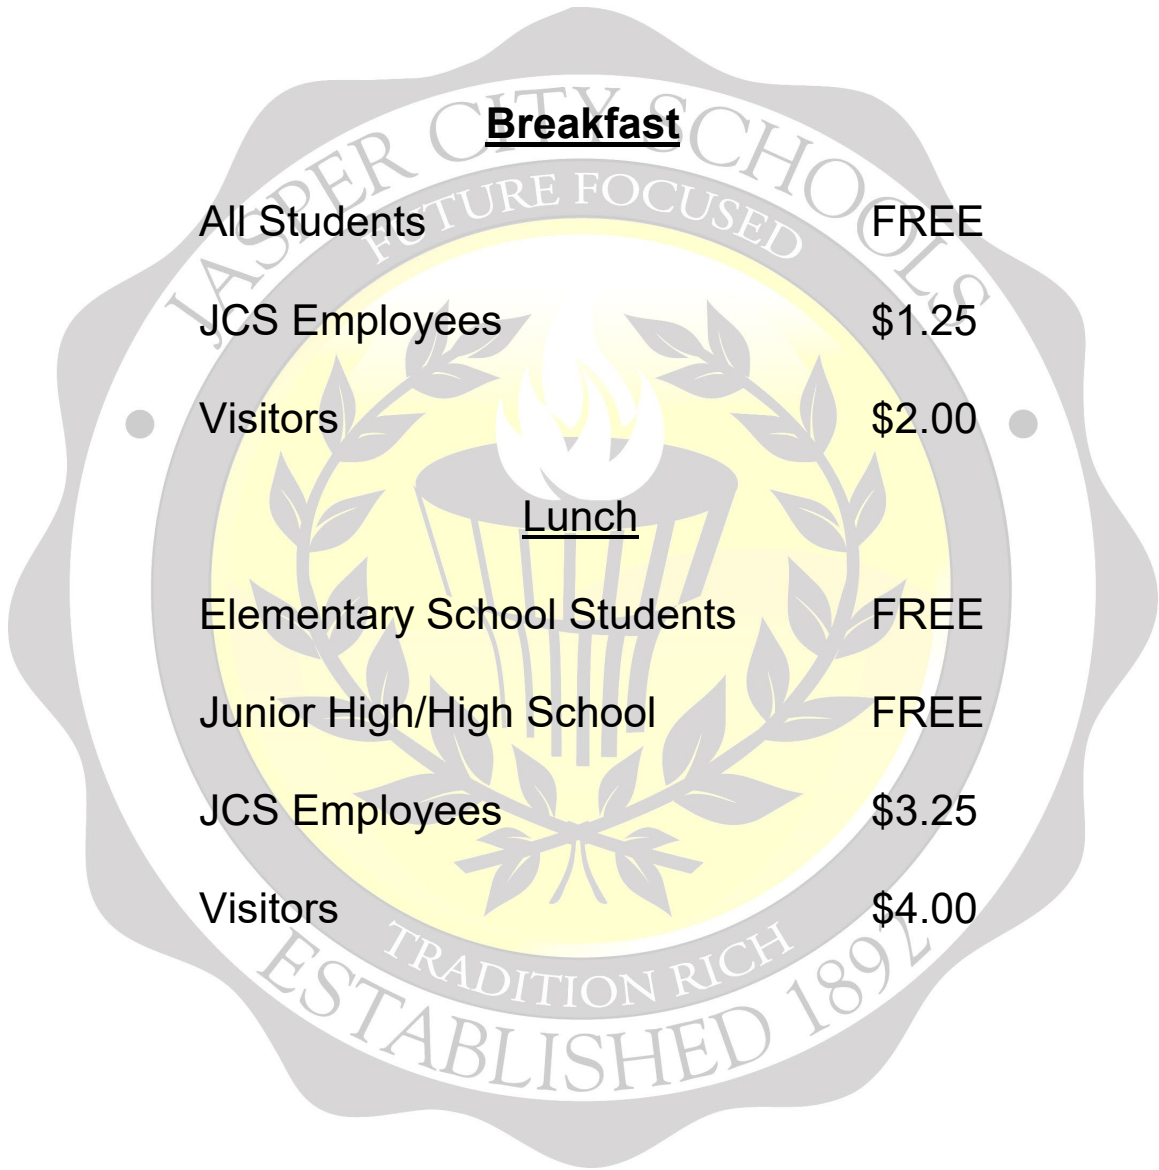 JASPER CITY SCHOOLS
FUTURE FOCUSED
Breakfast
All Students FREE
JCS Employees $1.25
Visitors $2.00
Lunch
Elementary School Students FREE
Junior High/High School FREE
JCS Employees $3.25
Visitors $4.00
TRADITION RICH
ESTABLISHED 1892